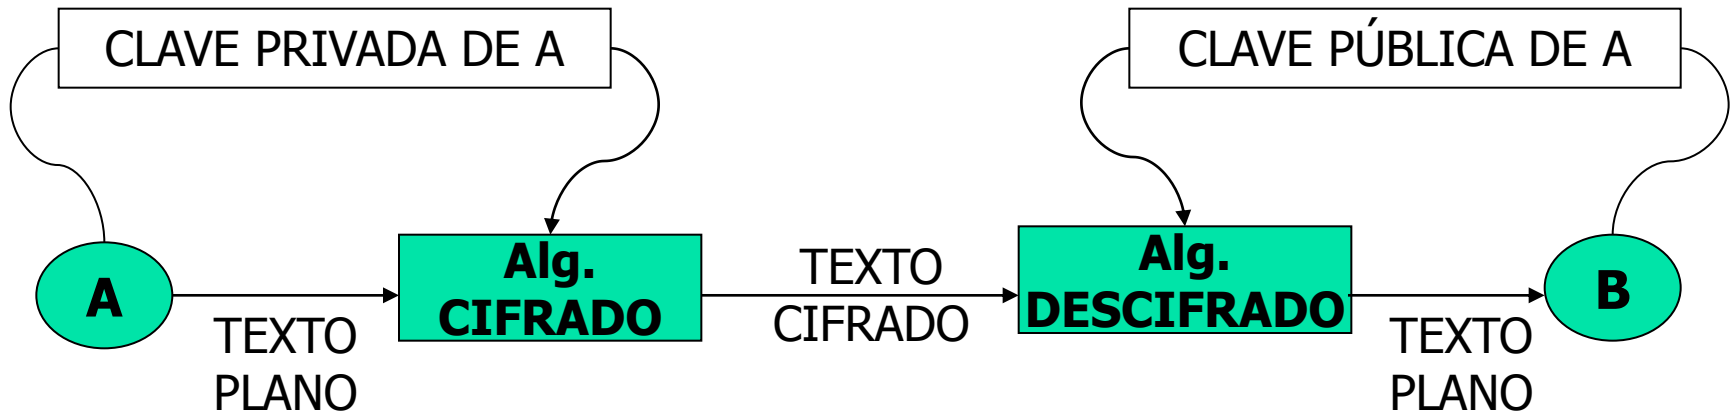 CLAVE PRIVADA DE A
CLAVE PÚBLICA DE A
A
TEXTO
PLANO
Alg.
CIFRADO
TEXTO
CIFRADO
Alg.
DESCIFRADO
TEXTO
PLANO
B